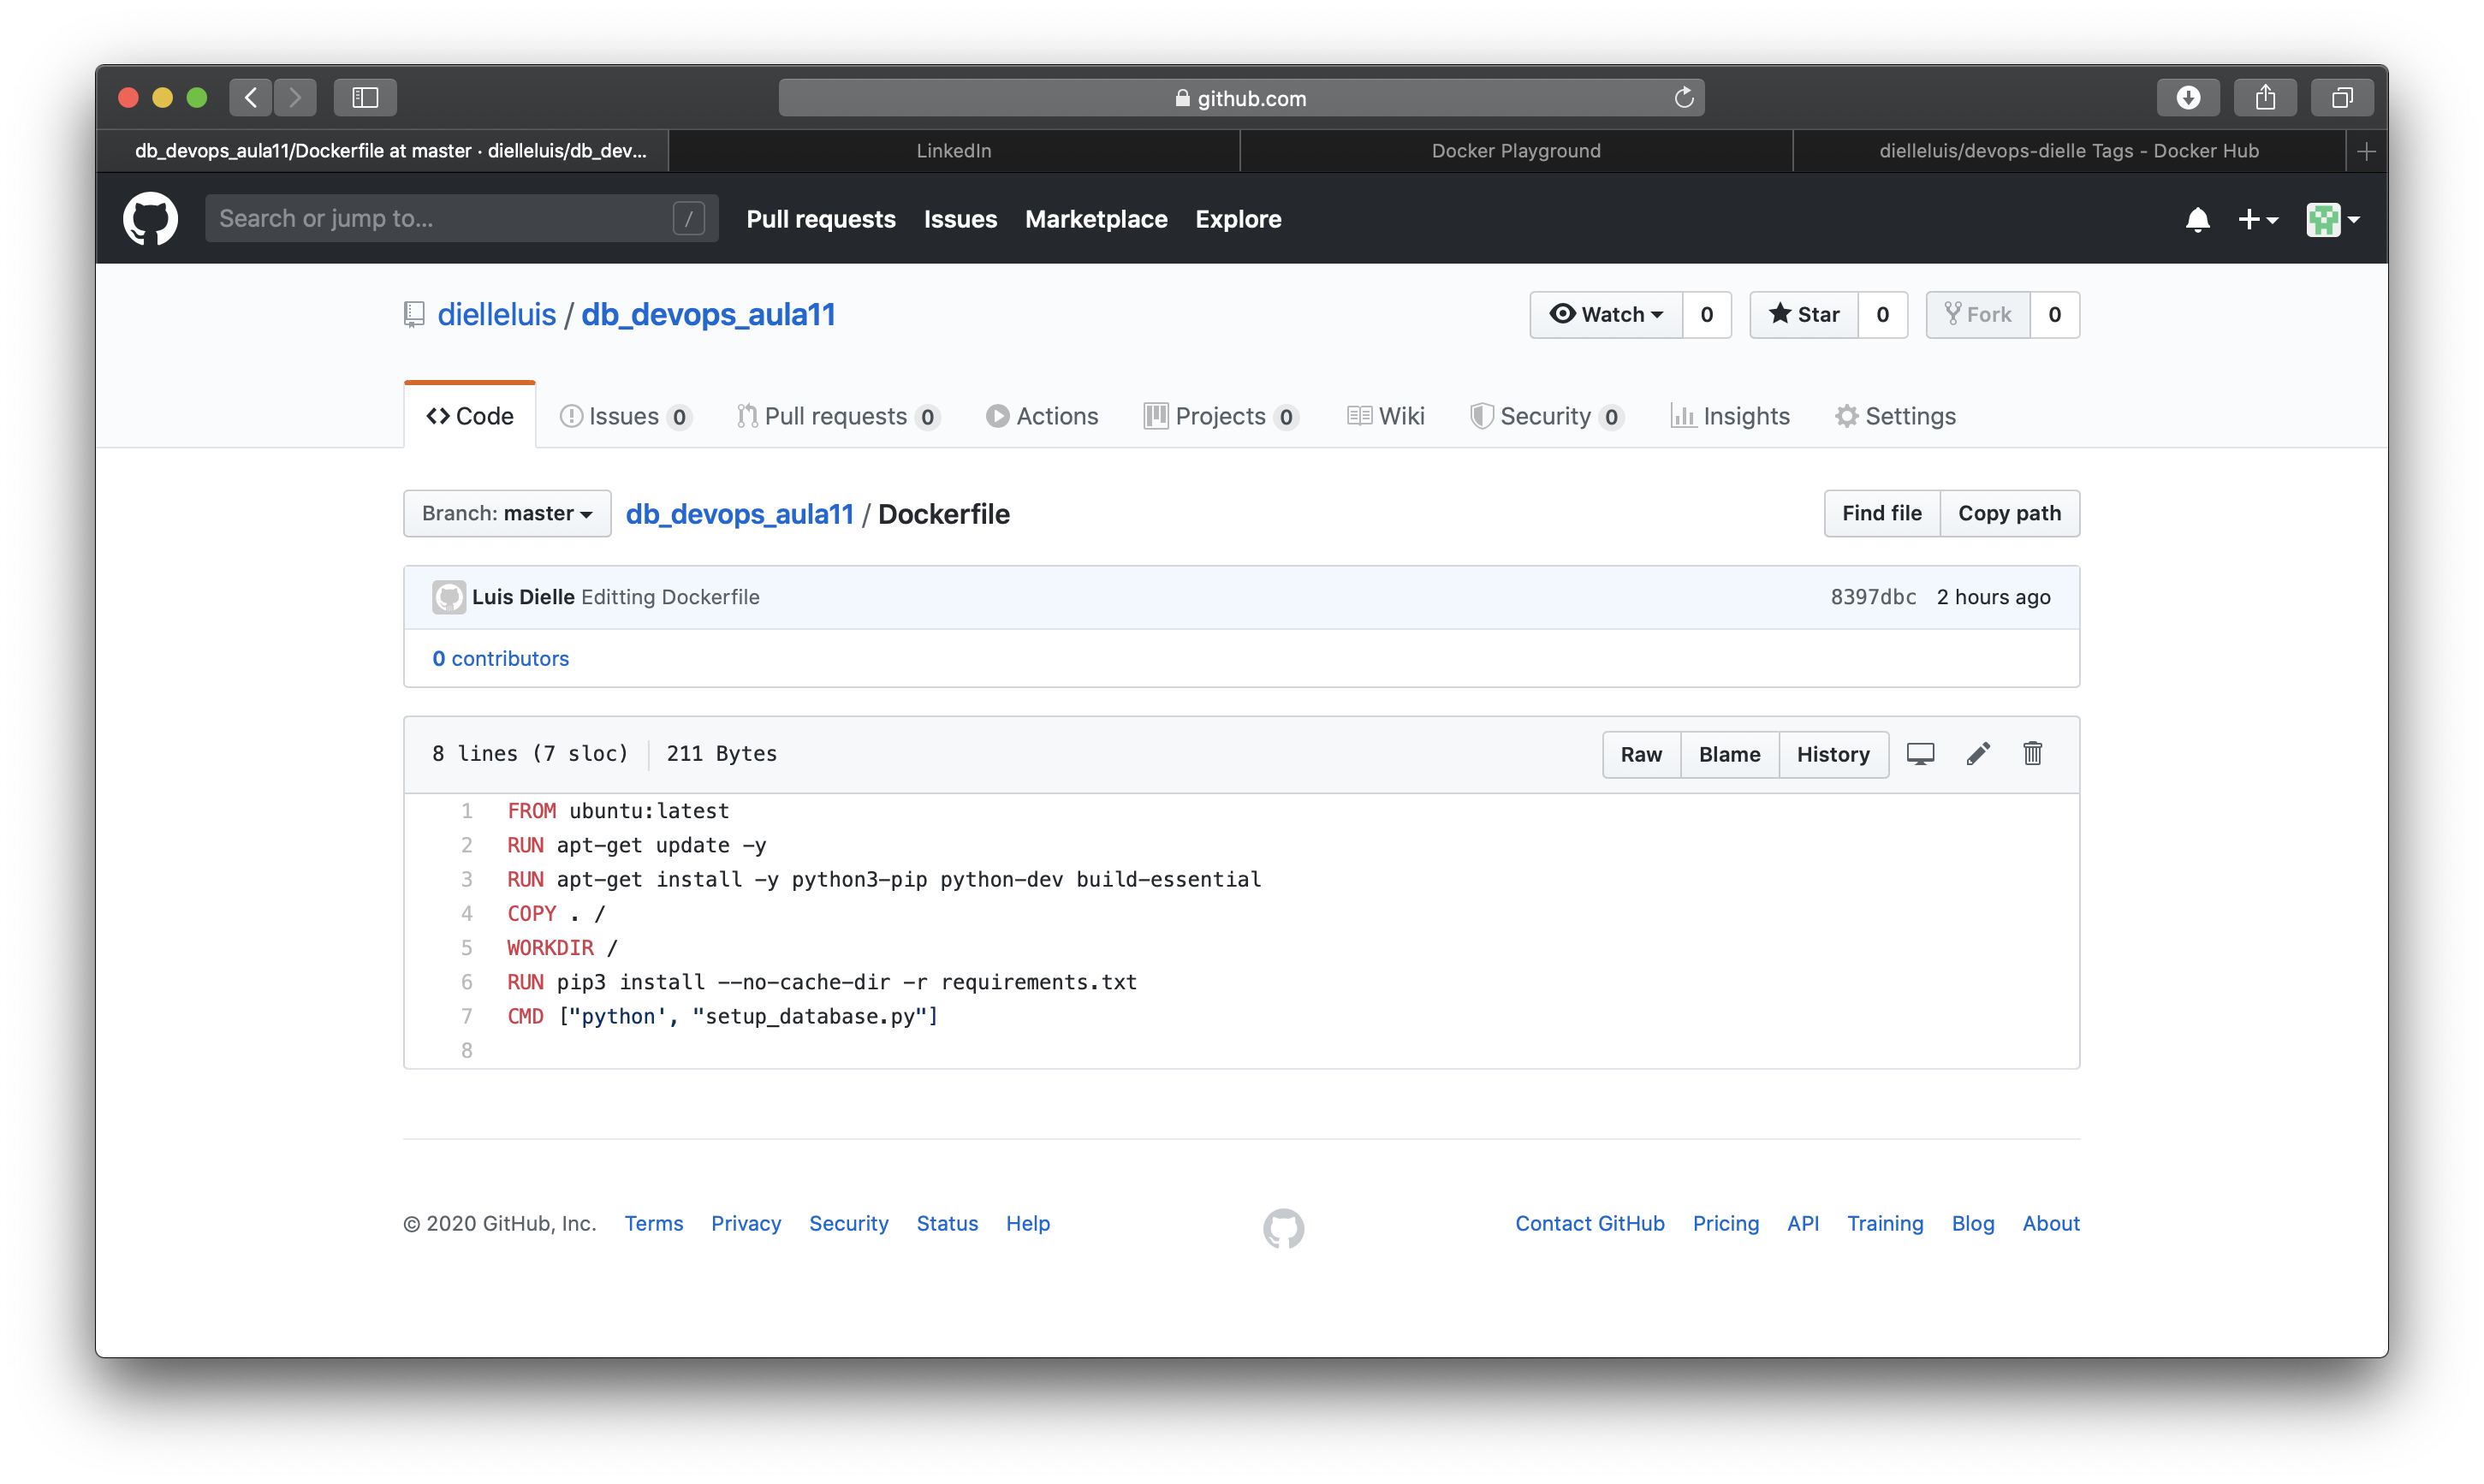 github.com
db_devops_aula11/Dockerfile at master · dielleluis/db_dev...
LinkedIn
Docker Playground
dielleluis/devops-dielle Tags - Docker Hub
Search or jump to... /
Pull requests Issues Marketplace Explore
dielleluis / db_devops_aula11
Watch 0 Star 0 Fork 0
Code Issues 0 Pull requests 0 Actions Projects 0 Wiki Security 0 Insights Settings
Branch: master db_devops_aula11 / Dockerfile Find file Copy path
Luis Dielle Editting Dockerfile 8397dbc 2 hours ago
0 contributors
8 lines (7 sloc) 211 Bytes Raw Blame History
1 FROM ubuntu:latest
2 RUN apt-get update -y
3 RUN apt-get install -y python3-pip python-dev build-essential
4 COPY . /
5 WORKDIR /
6 RUN pip3 install --no-cache-dir -r requirements.txt
7 CMD ["python', "setup_database.py"]
8
© 2020 GitHub, Inc. Terms Privacy Security Status Help Contact GitHub Pricing API Training Blog About